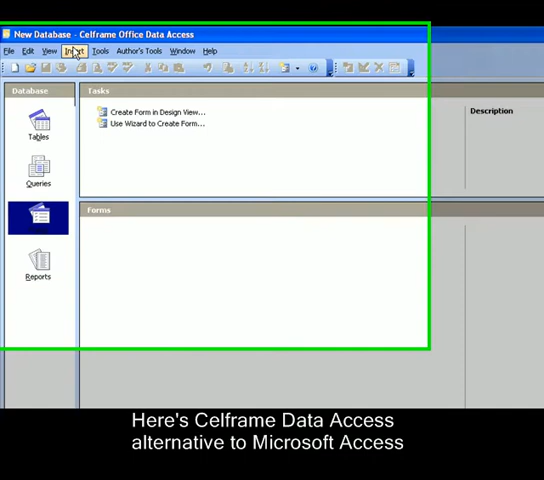 New Database - Celframe Office Data Access
File Edit View Insert Tools Author's Tools Window Help
Database
Tasks
Tables
Queries
Reports
Create Form in Design View...
Use Wizard to Create Form...
Description
Forms
Here's Celframe Data Access
alternative to Microsoft Access